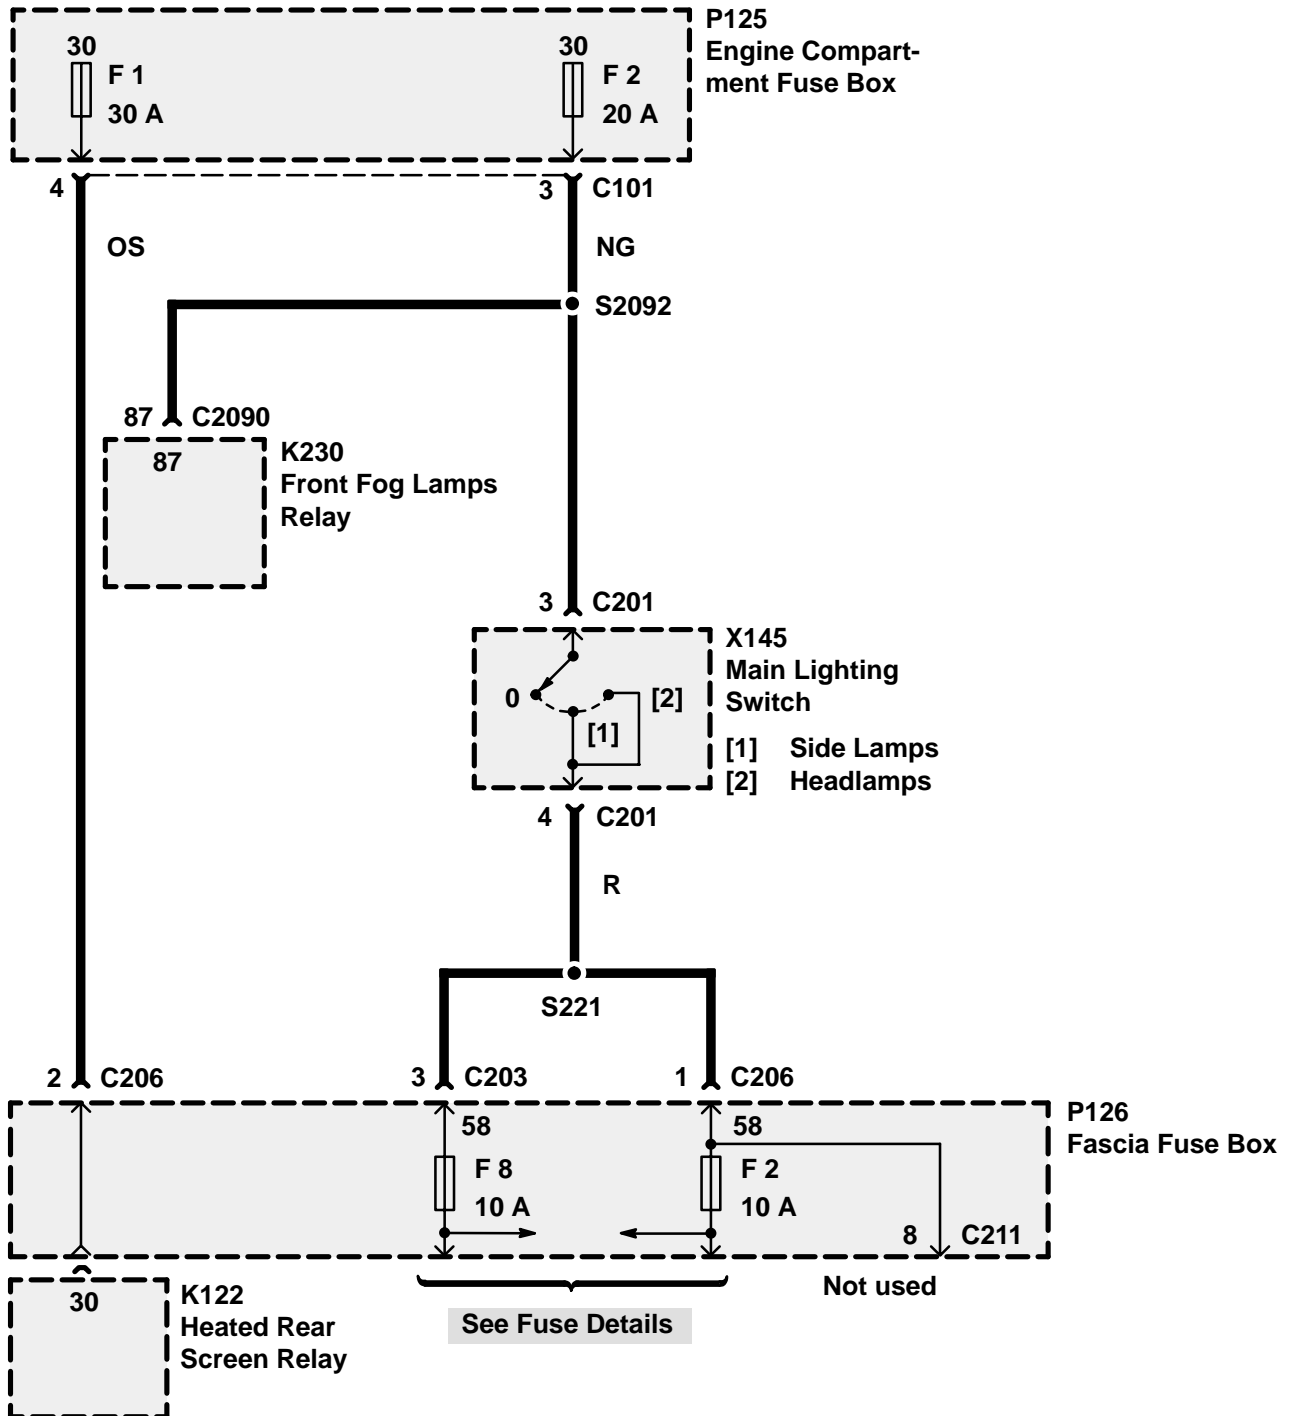 P125
Engine Compart-
ment Fuse Box
30
F 1
30 A
30
F 2
20 A
4
3
C101
OS
NG
S2092
87
C2090
87
K230
Front Fog Lamps
Relay
3
C201
X145
Main Lighting
Switch
0
[1]
[2]
[1] Side Lamps
[2] Headlamps
4
C201
R
S221
2
C206
3
C203
1
C206
P126
Fascia Fuse Box
58
F 8
10 A
58
F 2
10 A
8
C211
Not used
See Fuse Details
30
K122
Heated Rear
Screen Relay